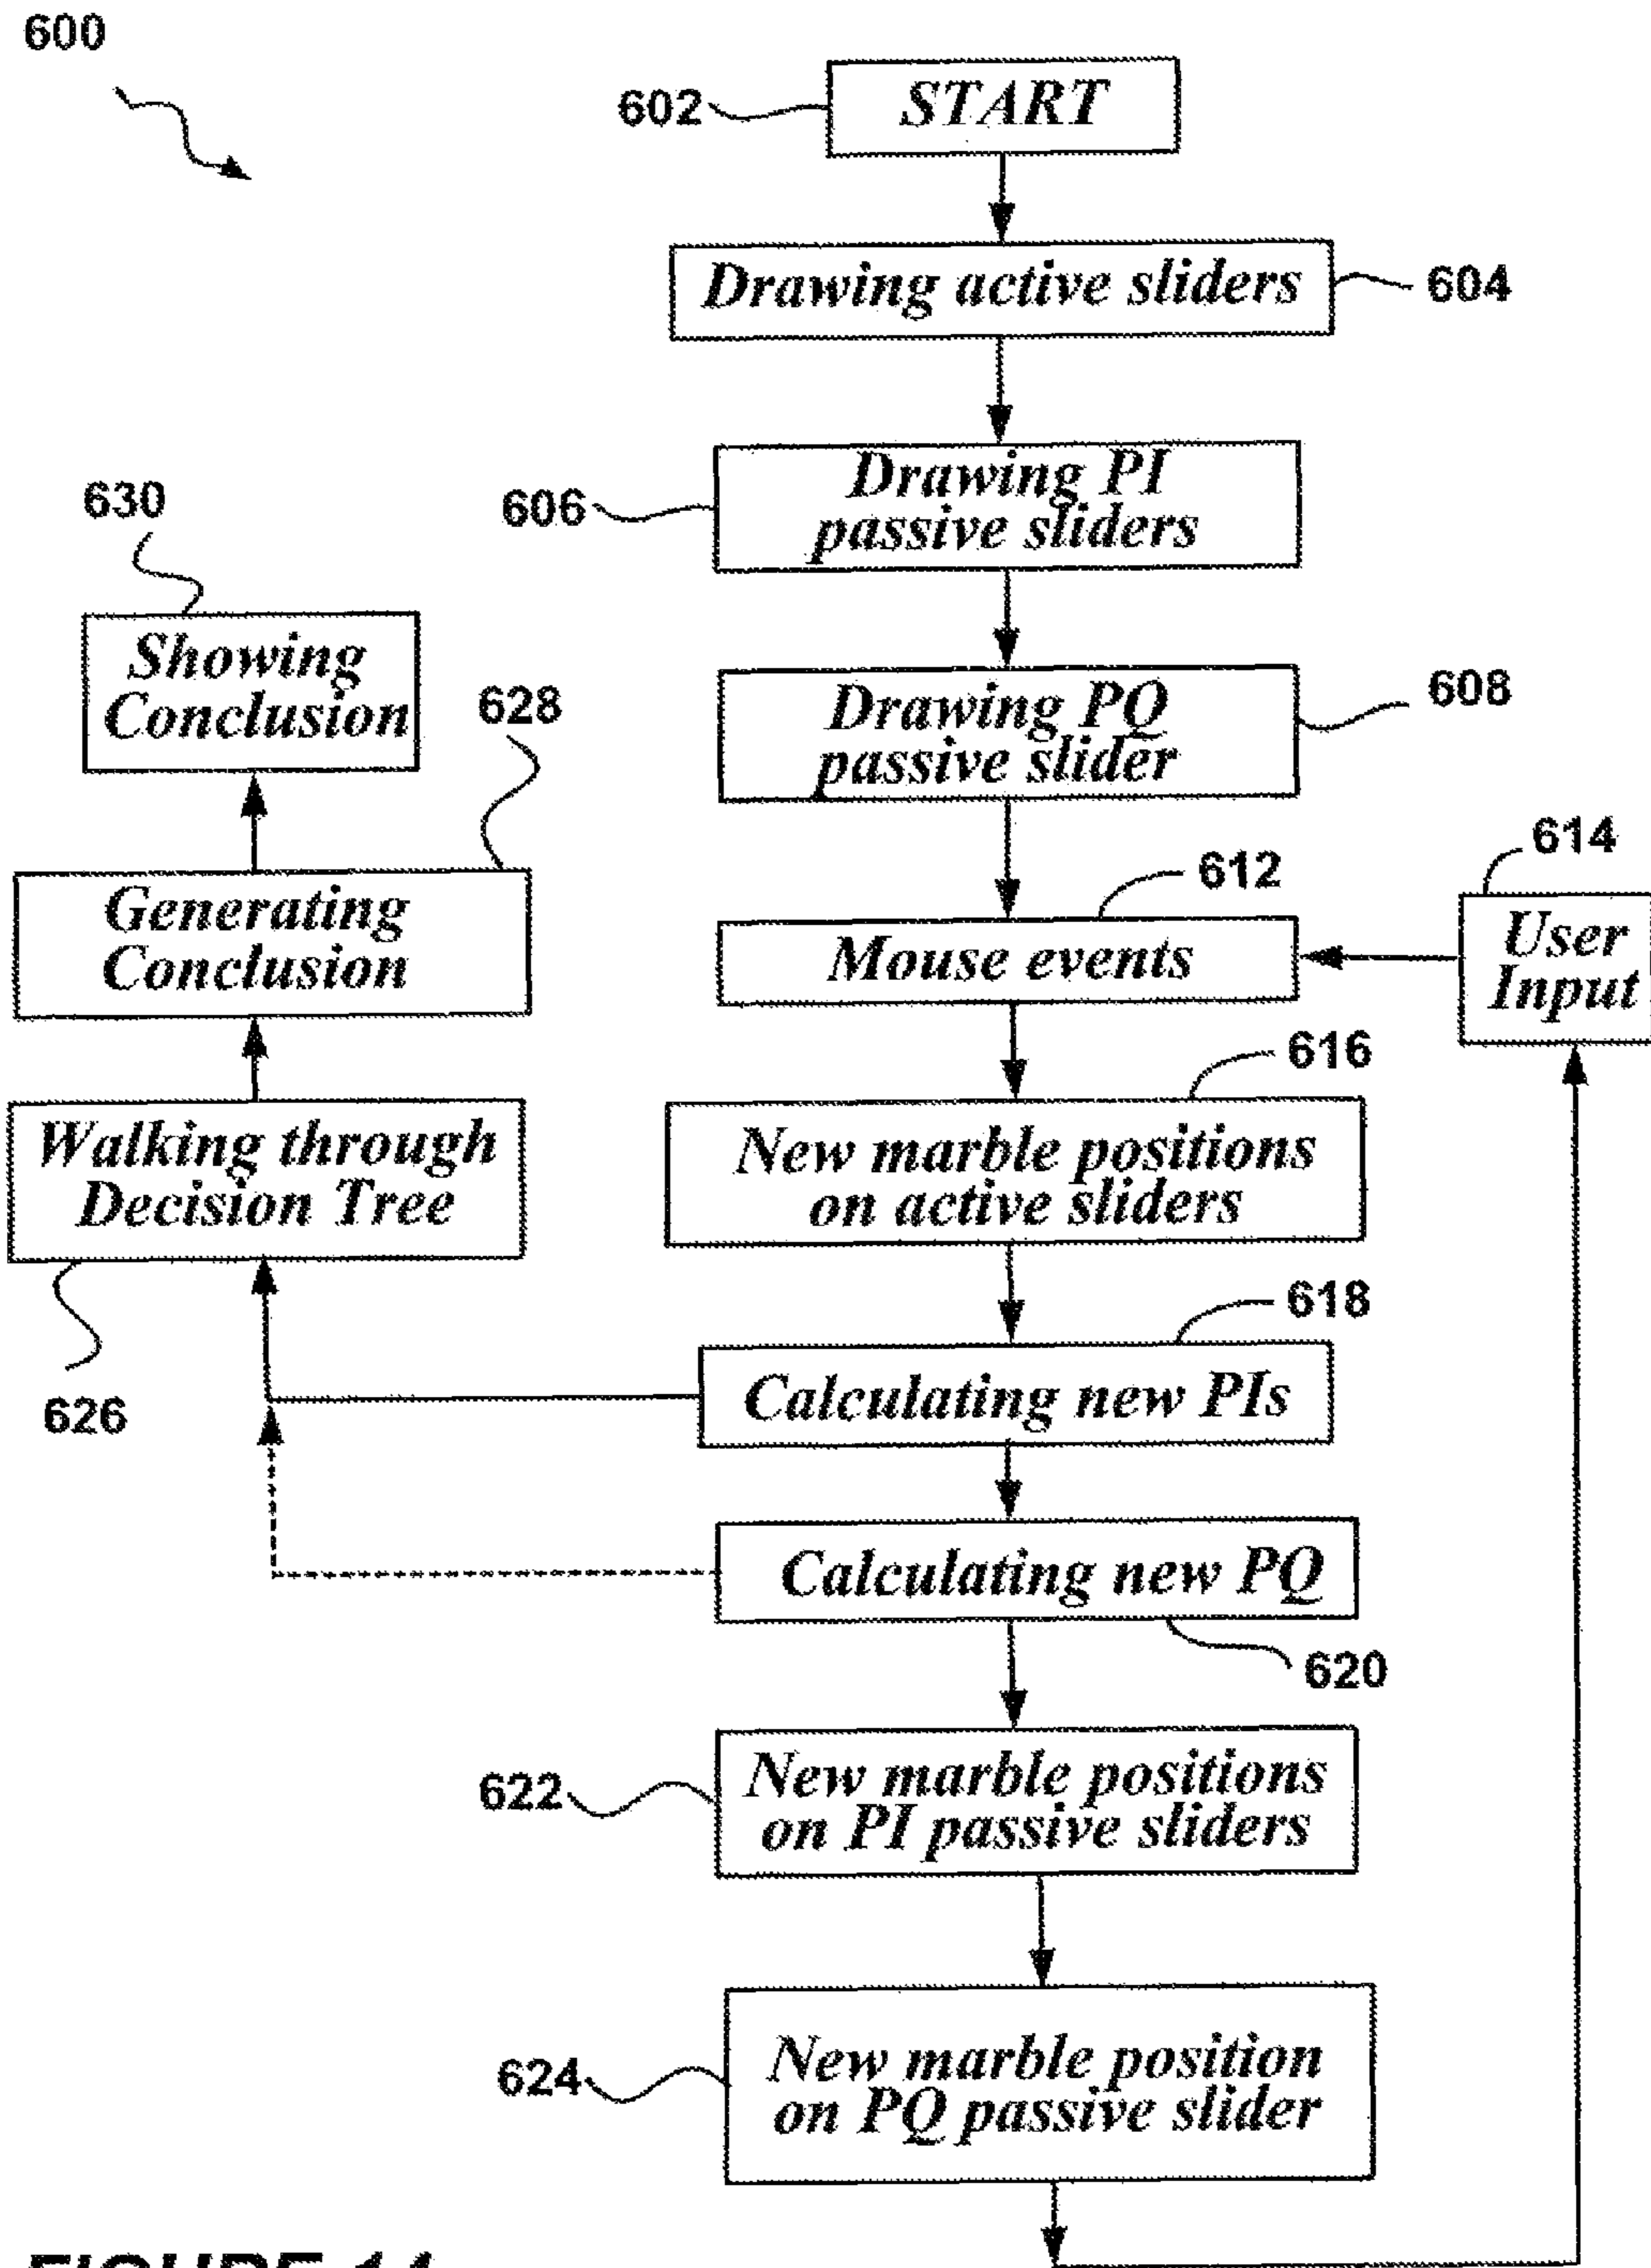 600
602
START
Drawing active sliders
604
606
Drawing PI
passive sliders
630
Showing
Conclusion
628
Drawing PQ
passive slider
608
Generating
Conclusion
612
Mouse events
614
User
Input
616
Walking through
Decision Tree
New marble positions
on active sliders
626
618
Calculating new PIs
Calculating new PQ
620
622
New marble positions
on PI passive sliders
624
New marble position
on PQ passive slider